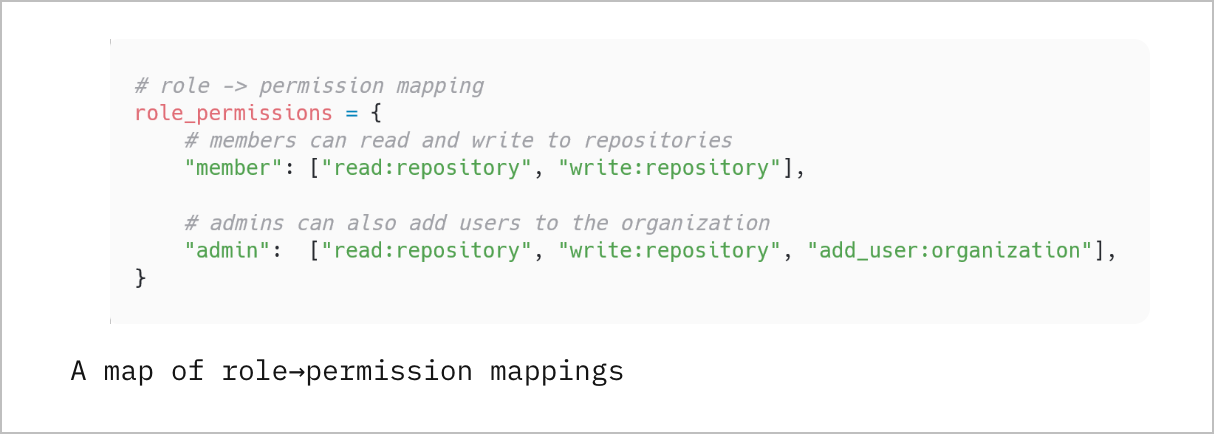 # role -> permission mapping
role_permissions = {
    # members can read and write to repositories
    "member": ["read:repository", "write:repository"],

    # admins can also add users to the organization
    "admin":  ["read:repository", "write:repository", "add_user:organization"],
}
A map of role→permission mappings